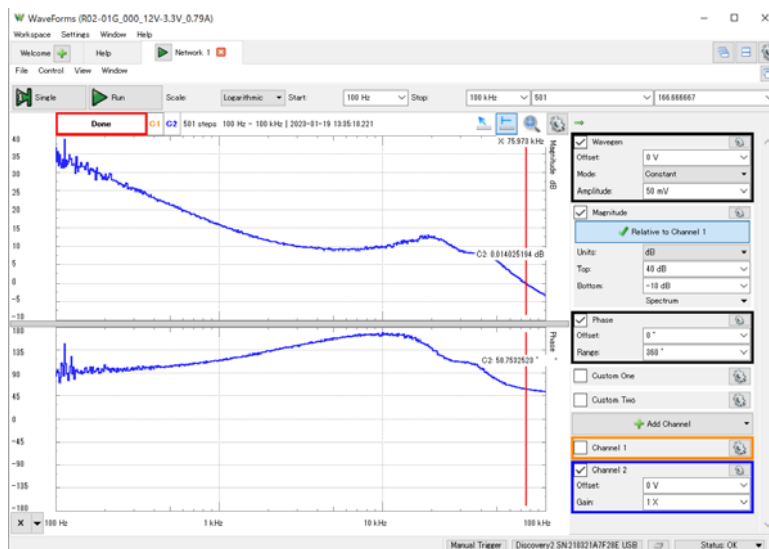 WaveForms (R02-01G_000_12V-3.3V_0.79A)
Workspace Settings Window Help
Welcome Help Network 1
File Control View Window
Single Run Scale: Logarithmic Start: 100 Hz Stop: 100 kHz 501 166.666667
Done C1 C2 501 steps 100 Hz - 100 kHz | 2023-01-19 13:35:18.221
X: 75.973 kHz
Magnitude dB
40
35
30
25
20
15
10
5
0
-5
-10
C2: 0.014025194 dB
180
135
90
45
0
-45
-90
-135
-180
Phase °
C2: 58.7532520 °
X 100 Hz 1 kHz 10 kHz 100 kHz
Wavegen
Offset: 0 V
Mode: Constant
Amplitude: 50 mV
Magnitude
Relative to Channel 1
Units: dB
Top: 40 dB
Bottom: -10 dB
Spectrum
Phase
Offset: 0 °
Range: 360 °
Custom One
Custom Two
Add Channel
Channel 1
Channel 2
Offset: 0 V
Gain: 1 X
Manual Trigger Discovery2 SN:210321A7F28E USB Status: OK